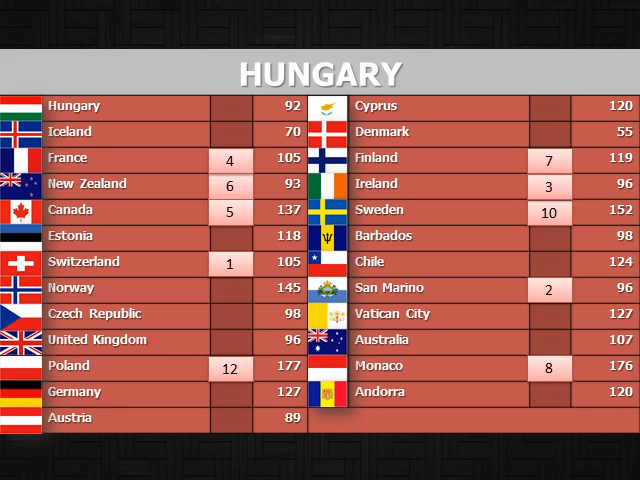 HUNGARY
Hungary 92
Iceland 70
France 4 105
New Zealand 6 93
Canada 5 137
Estonia 118
Switzerland 1 105
Norway 145
Czech Republic 98
United Kingdom 96
Poland 12 177
Germany 127
Austria 89
Cyprus 120
Denmark 55
Finland 7 119
Ireland 3 96
Sweden 10 152
Barbados 98
Chile 124
San Marino 2 96
Vatican City 127
Australia 107
Monaco 8 176
Andorra 120